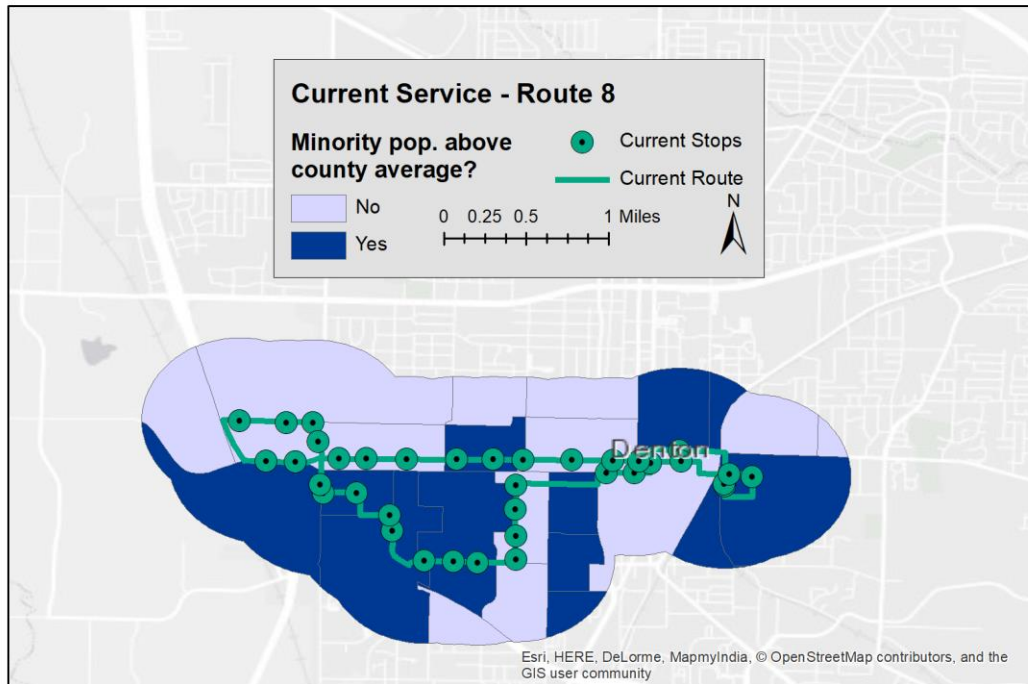 Current Service - Route 8
Minority pop. above
county average?
No
Yes
Current Stops
Current Route
0 0.25 0.5 1 Miles
N
Denton
Esri, HERE, DeLorme, MapmyIndia, © OpenStreetMap contributors, and the
GIS user community